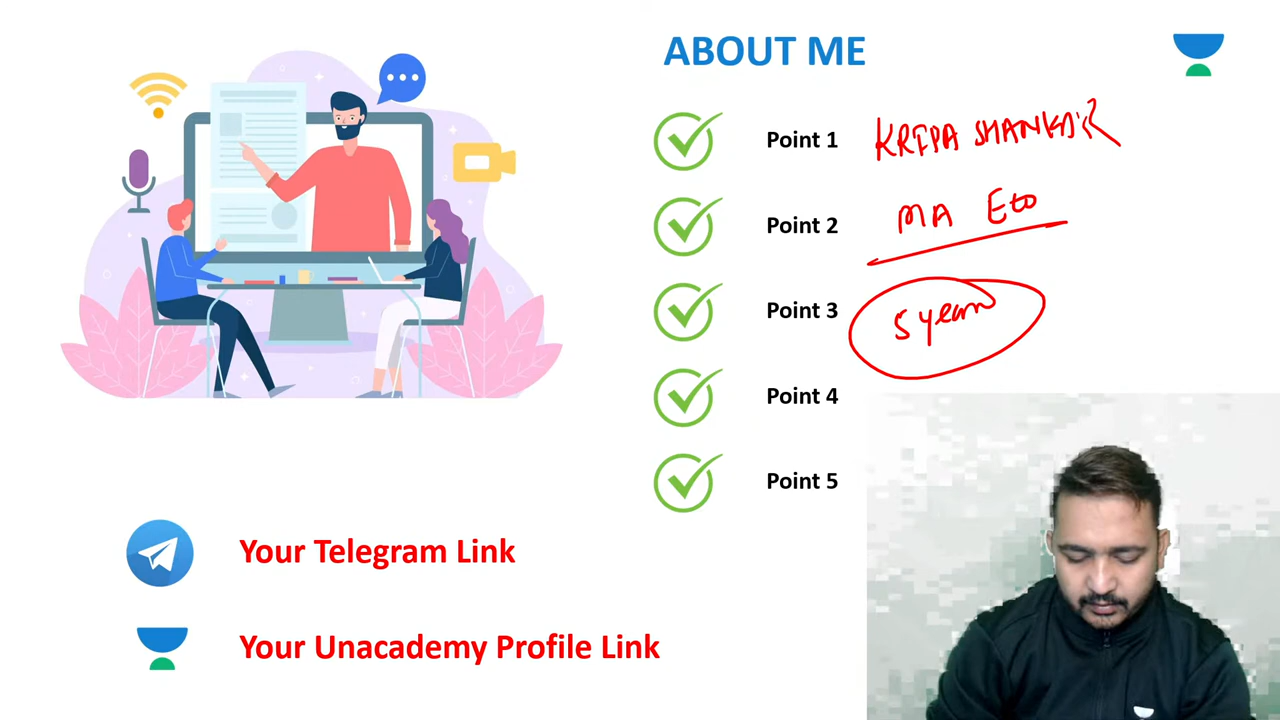 ABOUT ME
Point 1 KRIPA SHANKAR
Point 2 MA Eco
Point 3 5 years
Point 4
Point 5
Your Telegram Link
Your Unacademy Profile Link